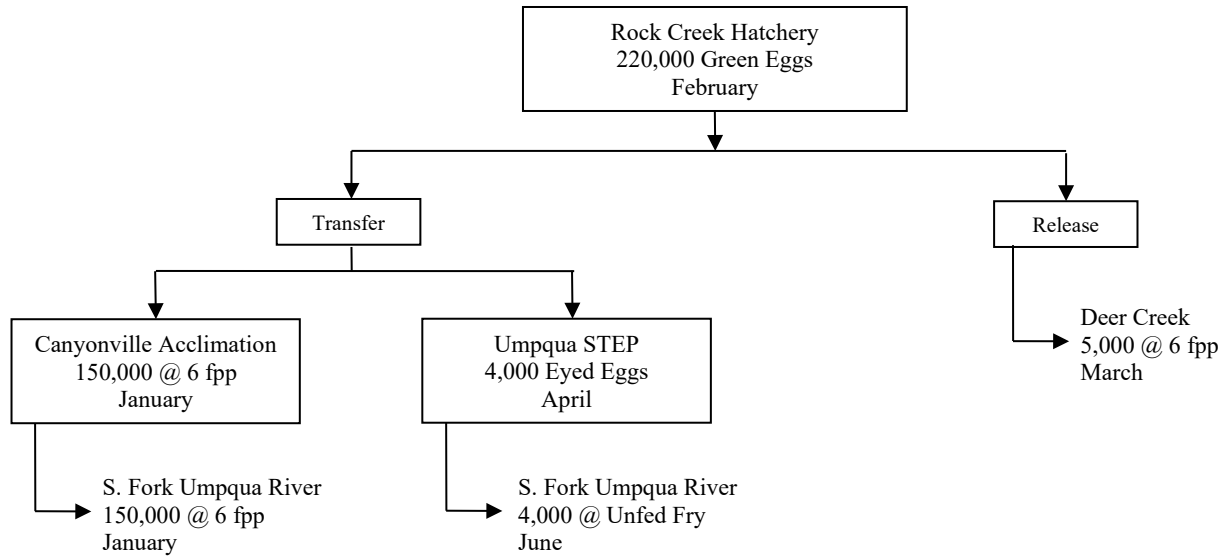 Rock Creek Hatchery
220,000 Green Eggs
February
Transfer
Release
Canyonville Acclimation
150,000 @ 6 fpp
January
Umpqua STEP
4,000 Eyed Eggs
April
Deer Creek
5,000 @ 6 fpp
March
S. Fork Umpqua River
150,000 @ 6 fpp
January
S. Fork Umpqua River
4,000 @ Unfed Fry
June